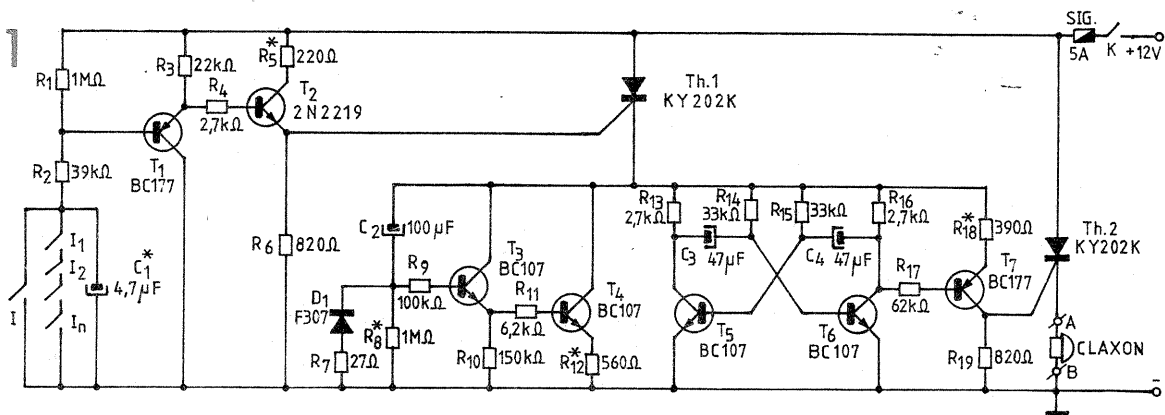 1
SIG.
5A
K
+12V
R1
1MΩ
R3
22kΩ
R4
2,7kΩ
R5*
220Ω
T2
2N2219
Th.1
KY202K
T1
BC177
R2
39kΩ
I
I1
I2
In
C1*
4,7µF
R6
820Ω
C2
100µF
D1
F307
R7
27Ω
R9
100kΩ
R8*
1MΩ
T3
BC107
R10
150kΩ
R11
6,2kΩ
T4
BC107
R12*
560Ω
R13
2,7kΩ
R14
33kΩ
R15
33kΩ
R16
2,7kΩ
C3
47µF
C4
47µF
T5
BC107
T6
BC107
R17
62kΩ
R18*
390Ω
T7
BC177
R19
820Ω
Th.2
KY202K
A
CLAXON
B
-